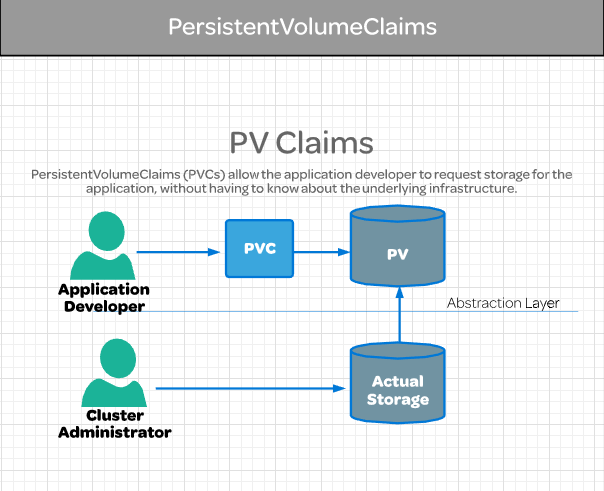 PersistentVolumeClaims
PV Claims
PersistentVolumeClaims (PVCs) allow the application developer to request storage for the
application, without having to know about the underlying infrastructure.
PVC
PV
Application
Developer
Abstraction Layer
Actual
Storage
Cluster
Administrator